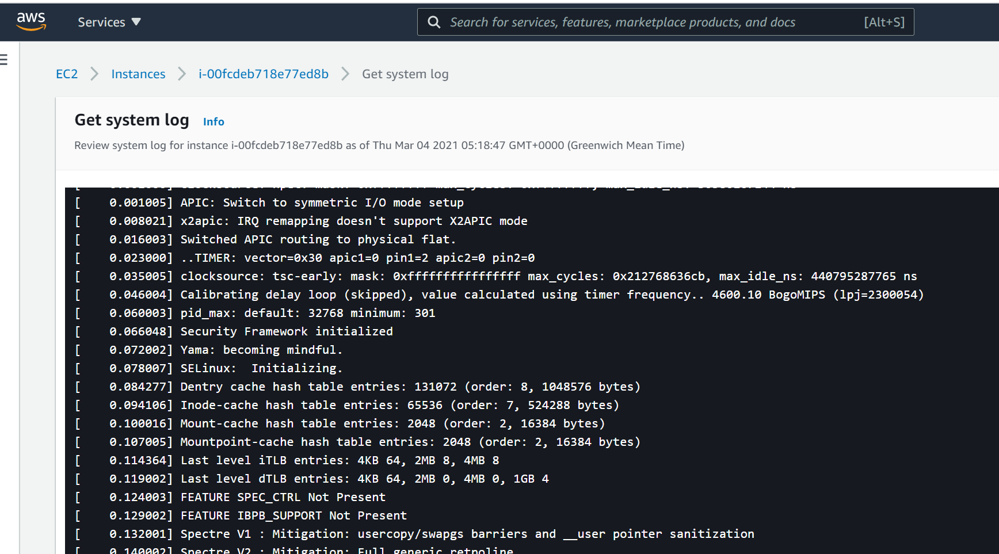 aws
Services
Search for services, features, marketplace products, and docs [Alt+S]
EC2 Instances i-00fcdeb718e77ed8b Get system log
Get system log Info
Review system log for instance i-00fcdeb718e77ed8b as of Thu Mar 04 2021 05:18:47 GMT+0000 (Greenwich Mean Time)
[    0.001005] APIC: Switch to symmetric I/O mode setup
[    0.008021] x2apic: IRQ remapping doesn't support X2APIC mode
[    0.016003] Switched APIC routing to physical flat.
[    0.023000] ..TIMER: vector=0x30 apic1=0 pin1=2 apic2=0 pin2=0
[    0.035005] clocksource: tsc-early: mask: 0xffffffffffffffff max_cycles: 0x212768636cb, max_idle_ns: 440795287765 ns
[    0.046004] Calibrating delay loop (skipped), value calculated using timer frequency.. 4600.10 BogoMIPS (lpj=2300054)
[    0.060003] pid_max: default: 32768 minimum: 301
[    0.066048] Security Framework initialized
[    0.072002] Yama: becoming mindful.
[    0.078007] SELinux:  Initializing.
[    0.084277] Dentry cache hash table entries: 131072 (order: 8, 1048576 bytes)
[    0.094106] Inode-cache hash table entries: 65536 (order: 7, 524288 bytes)
[    0.100016] Mount-cache hash table entries: 2048 (order: 2, 16384 bytes)
[    0.107005] Mountpoint-cache hash table entries: 2048 (order: 2, 16384 bytes)
[    0.114364] Last level iTLB entries: 4KB 64, 2MB 8, 4MB 8
[    0.119002] Last level dTLB entries: 4KB 64, 2MB 0, 4MB 0, 1GB 4
[    0.124003] FEATURE SPEC_CTRL Not Present
[    0.129002] FEATURE IBPB_SUPPORT Not Present
[    0.132001] Spectre V1 : Mitigation: usercopy/swapgs barriers and __user pointer sanitization
[    0.140002] Spectre V2 : Mitigation: Full generic retpoline